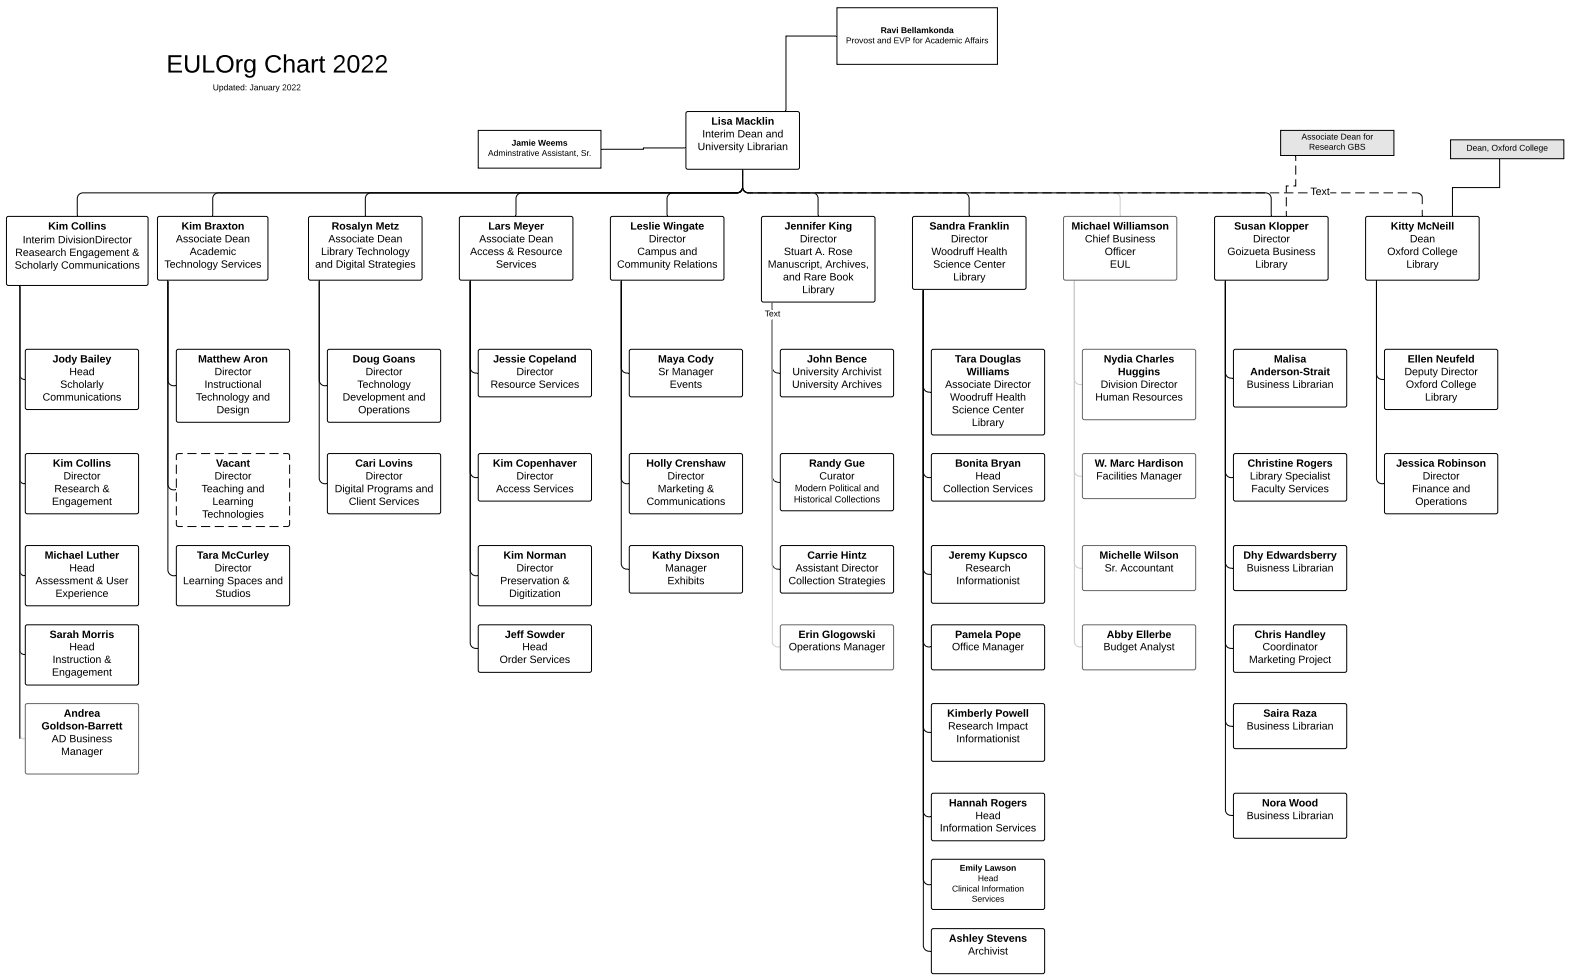 Ravi Bellamkonda
Provost and EVP for Academic Affairs
EULOrg Chart 2022
Updated: January 2022
Lisa Macklin
Interim Dean and
University Librarian
Jamie Weems
Adminstrative Assistant, Sr.
Associate Dean for
Research GBS
Dean, Oxford College
Text
Kim Collins
Interim DivisionDirector
Reasearch Engagement &
Scholarly Communications
Kim Braxton
Associate Dean
Academic
Technology Services
Rosalyn Metz
Associate Dean
Library Technology
and Digital Strategies
Lars Meyer
Associate Dean
Access & Resource
Services
Leslie Wingate
Director
Campus and
Community Relations
Jennifer King
Director
Stuart A. Rose
Manuscript, Archives,
and Rare Book
Library
Sandra Franklin
Director
Woodruff Health
Science Center
Library
Michael Williamson
Chief Business
Officer
EUL
Susan Klopper
Director
Goizueta Business
Library
Kitty McNeill
Dean
Oxford College
Library
Text
Jody Bailey
Head
Scholarly
Communications
Matthew Aron
Director
Instructional
Technology and
Design
Doug Goans
Director
Technology
Development and
Operations
Jessie Copeland
Director
Resource Services
Maya Cody
Sr Manager
Events
John Bence
University Archivist
University Archives
Tara Douglas
Williams
Associate Director
Woodruff Health
Science Center
Library
Nydia Charles
Huggins
Division Director
Human Resources
Malisa
Anderson-Strait
Business Librarian
Ellen Neufeld
Deputy Director
Oxford College
Library
Kim Collins
Director
Research &
Engagement
Vacant
Director
Teaching and
Learning
Technologies
Cari Lovins
Director
Digital Programs and
Client Services
Kim Copenhaver
Director
Access Services
Holly Crenshaw
Director
Marketing &
Communications
Randy Gue
Curator
Modern Political and
Historical Collections
Bonita Bryan
Head
Collection Services
W. Marc Hardison
Facilities Manager
Christine Rogers
Library Specialist
Faculty Services
Jessica Robinson
Director
Finance and
Operations
Michael Luther
Head
Assessment & User
Experience
Tara McCurley
Director
Learning Spaces and
Studios
Kim Norman
Director
Preservation &
Digitization
Kathy Dixson
Manager
Exhibits
Carrie Hintz
Assistant Director
Collection Strategies
Jeremy Kupsco
Research
Informationist
Michelle Wilson
Sr. Accountant
Dhy Edwardsberry
Buisness Librarian
Sarah Morris
Head
Instruction &
Engagement
Jeff Sowder
Head
Order Services
Erin Glogowski
Operations Manager
Pamela Pope
Office Manager
Abby Ellerbe
Budget Analyst
Chris Handley
Coordinator
Marketing Project
Andrea
Goldson-Barrett
AD Business
Manager
Kimberly Powell
Research Impact
Informationist
Saira Raza
Business Librarian
Hannah Rogers
Head
Information Services
Nora Wood
Business Librarian
Emily Lawson
Head
Clinical Information
Services
Ashley Stevens
Archivist